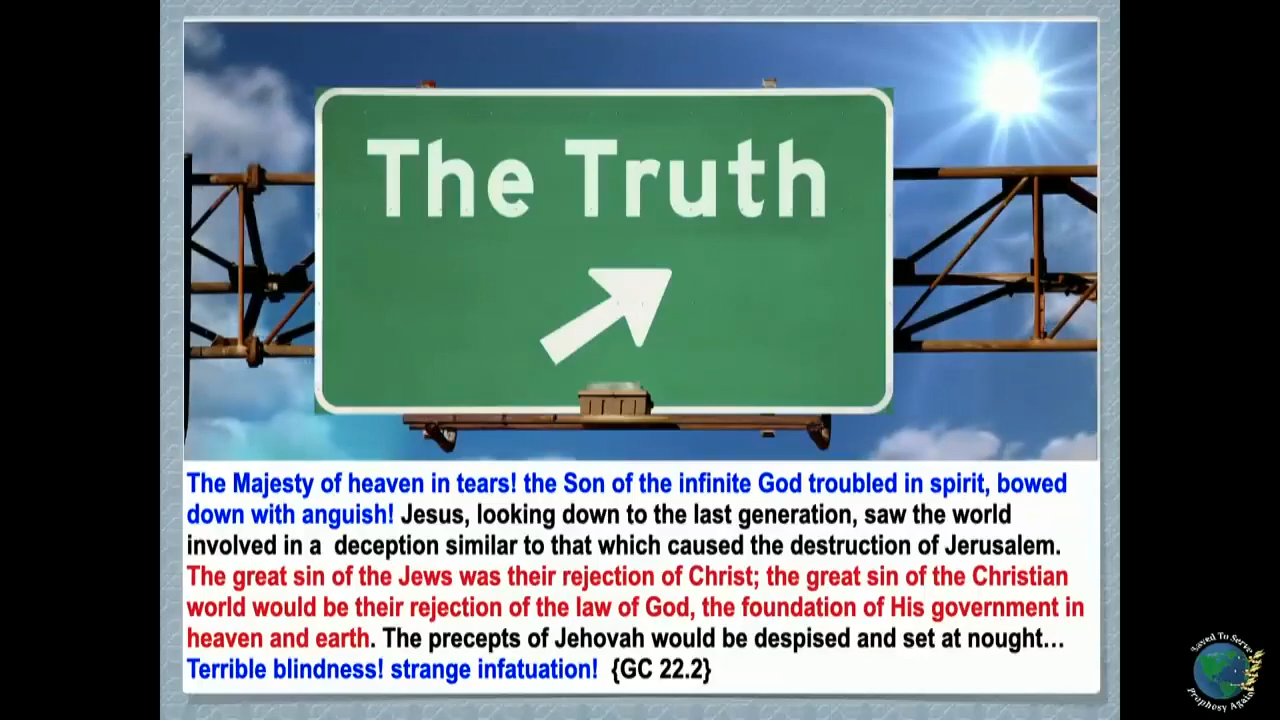 The Truth
The Majesty of heaven in tears! the Son of the infinite God troubled in spirit, bowed
down with anguish! Jesus, looking down to the last generation, saw the world
involved in a deception similar to that which caused the destruction of Jerusalem.
The great sin of the Jews was their rejection of Christ; the great sin of the Christian
world would be their rejection of the law of God, the foundation of His government in
heaven and earth. The precepts of Jehovah would be despised and set at nought…
Terrible blindness! strange infatuation! {GC 22.2}
Saved To Serve
Prophosy Again